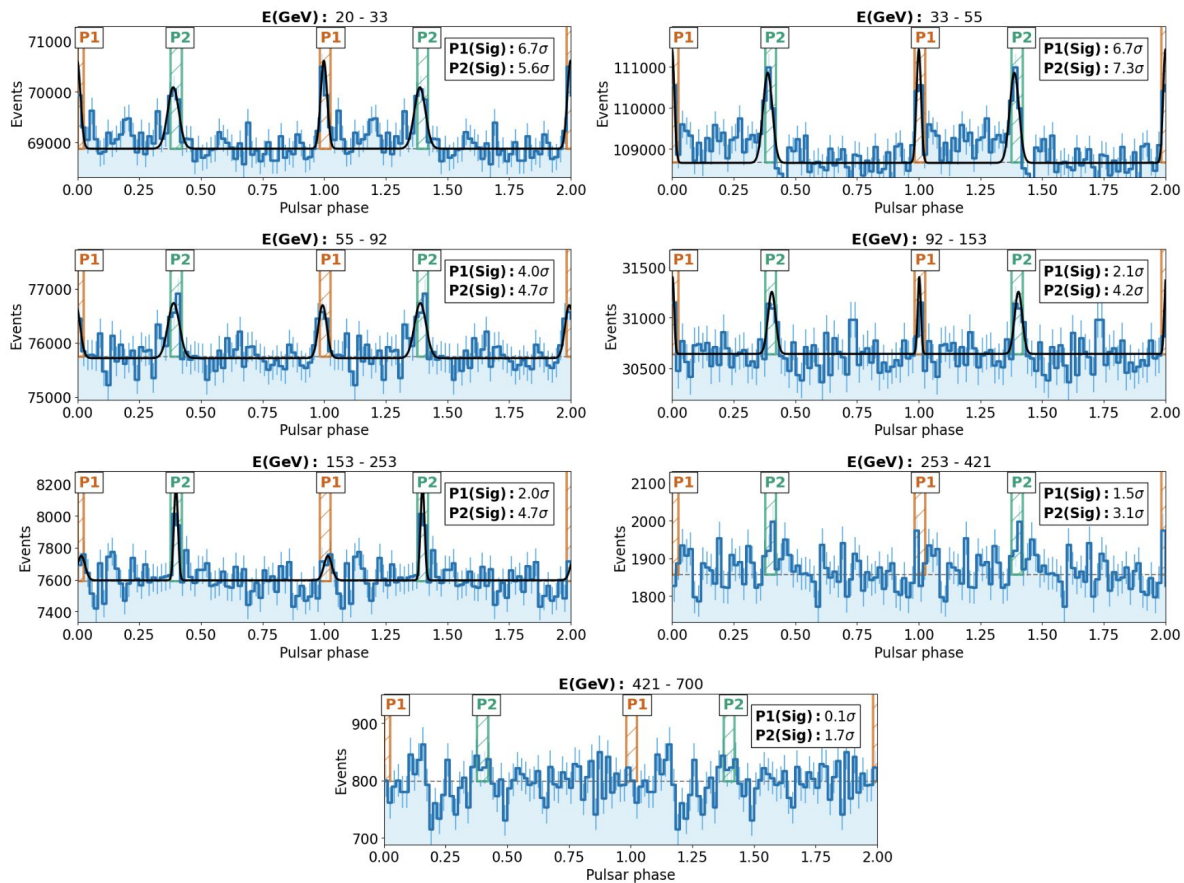 E(GeV): 20 - 33
P1 P2 P1 P2
P1(Sig): 6.7σ
P2(Sig): 5.6σ
71000
70000
69000
Events
0.00 0.25 0.50 0.75 1.00 1.25 1.50 1.75 2.00
Pulsar phase
E(GeV): 33 - 55
P1 P2 P1 P2
P1(Sig): 6.7σ
P2(Sig): 7.3σ
111000
110000
109000
Events
0.00 0.25 0.50 0.75 1.00 1.25 1.50 1.75 2.00
Pulsar phase
E(GeV): 55 - 92
P1 P2 P1 P2
P1(Sig): 4.0σ
P2(Sig): 4.7σ
77000
76000
75000
Events
0.00 0.25 0.50 0.75 1.00 1.25 1.50 1.75 2.00
Pulsar phase
E(GeV): 92 - 153
P1 P2 P1 P2
P1(Sig): 2.1σ
P2(Sig): 4.2σ
31500
31000
30500
Events
0.00 0.25 0.50 0.75 1.00 1.25 1.50 1.75 2.00
Pulsar phase
E(GeV): 153 - 253
P1 P2 P1 P2
P1(Sig): 2.0σ
P2(Sig): 4.7σ
8200
8000
7800
7600
7400
Events
0.00 0.25 0.50 0.75 1.00 1.25 1.50 1.75 2.00
Pulsar phase
E(GeV): 253 - 421
P1 P2 P1 P2
P1(Sig): 1.5σ
P2(Sig): 3.1σ
2100
2000
1900
1800
Events
0.00 0.25 0.50 0.75 1.00 1.25 1.50 1.75 2.00
Pulsar phase
E(GeV): 421 - 700
P1 P2 P1 P2
P1(Sig): 0.1σ
P2(Sig): 1.7σ
900
800
700
Events
0.00 0.25 0.50 0.75 1.00 1.25 1.50 1.75 2.00
Pulsar phase